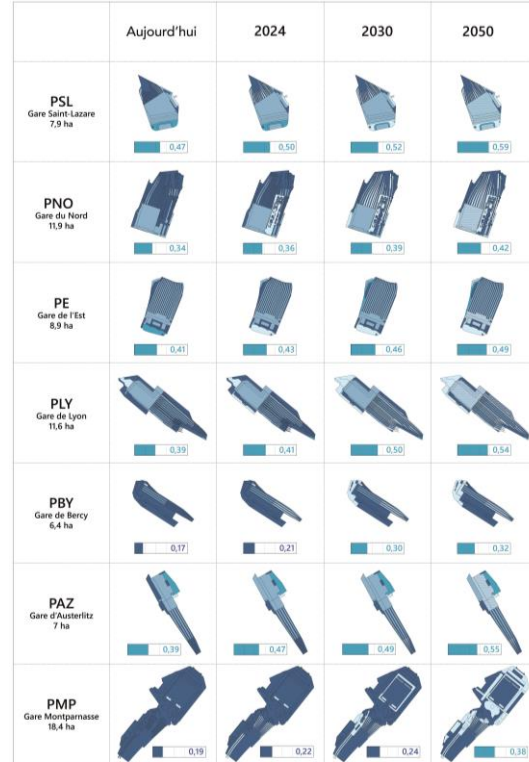 Aujourd'hui 2024 2030 2050
PSL
Gare Saint-Lazare
7,9 ha
0,47 0,50 0,52 0,59
PNO
Gare du Nord
11,9 ha
0,34 0,36 0,39 0,42
PE
Gare de l'Est
8,9 ha
0,41 0,43 0,46 0,49
PLY
Gare de Lyon
11,6 ha
0,39 0,41 0,50 0,54
PBY
Gare de Bercy
6,4 ha
0,17 0,21 0,30 0,32
PAZ
Gare d'Austerlitz
7 ha
0,39 0,47 0,49 0,55
PMP
Gare Montparnasse
18,4 ha
0,19 0,22 0,24 0,38